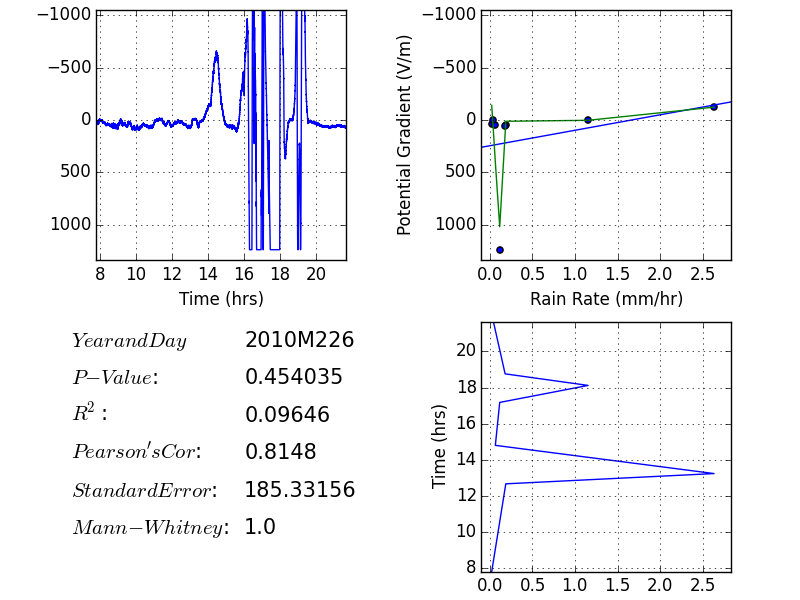 −1000
−500
0
500
1000
8 10 12 14 16 18 20
Time (hrs)
Potential Gradient (V/m)
−1000
−500
0
500
1000
0.0 0.5 1.0 1.5 2.0 2.5
Rain Rate (mm/hr)
YearandDay 2010M226
P−Value: 0.454035
R²: 0.09646
Pearson'sCor: 0.8148
StandardError: 185.33156
Mann−Whitney: 1.0
Time (hrs)
20
18
16
14
12
10
8
0.0 0.5 1.0 1.5 2.0 2.5